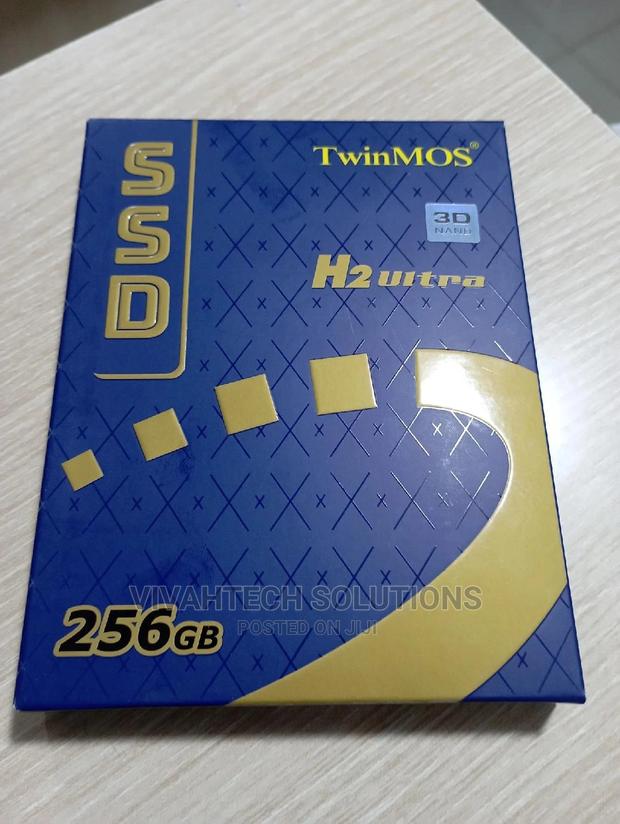 SSD
TwinMOS®
3D
NAND
H2 ultra
VIVAHTECH SOLUTIONS
POSTED ON JIJI
256GB